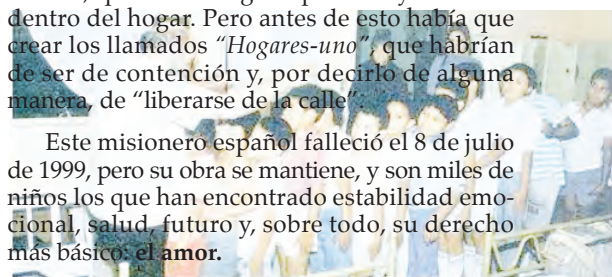 dentro del hogar. Pero antes de esto había que
crear los llamados “Hogares-uno”, que habrían
de ser de contención y, por decirlo de alguna
manera, de “liberarse de la calle”.
Este misionero español falleció el 8 de julio
de 1999, pero su obra se mantiene, y son miles de
niños los que han encontrado estabilidad emo-
cional, salud, futuro y, sobre todo, su derecho
más básico: el amor.